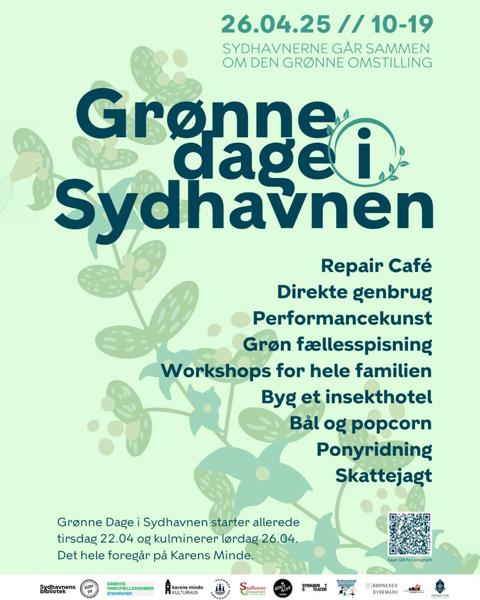 26.04.25 // 10-19
SYDHAVNERNE GÅR SAMMEN
OM DEN GRØNNE OMSTILLING
Grønne
dage i
Sydhavnen
Repair Café
Direkte genbrug
Performancekunst
Grøn fællesspisning
Workshops for hele familien
Byg et insekthotel
Bål og popcorn
Ponyridning
Skattejagt
Grønne Dage i Sydhavnen starter allerede
tirsdag 22.04 og kulminerer lørdag 26.04.
Det hele foregår på Karens Minde.
Scan QR for program
Sydhavnens
bibliotek
karens minde
KULTURHUS